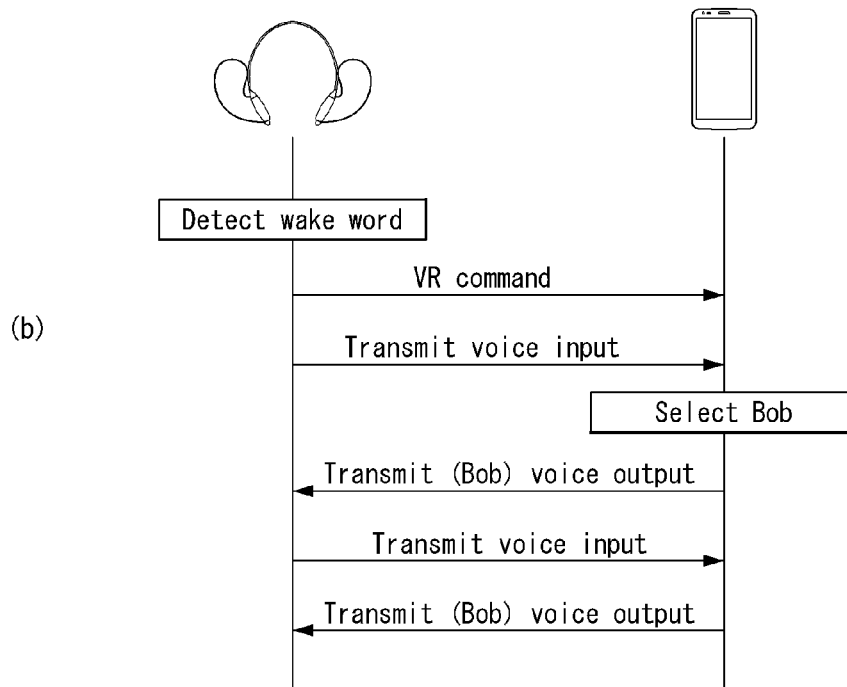 Detect wake word
VR command
(b)
Transmit voice input
Select Bob
Transmit (Bob) voice output
Transmit voice input
Transmit (Bob) voice output